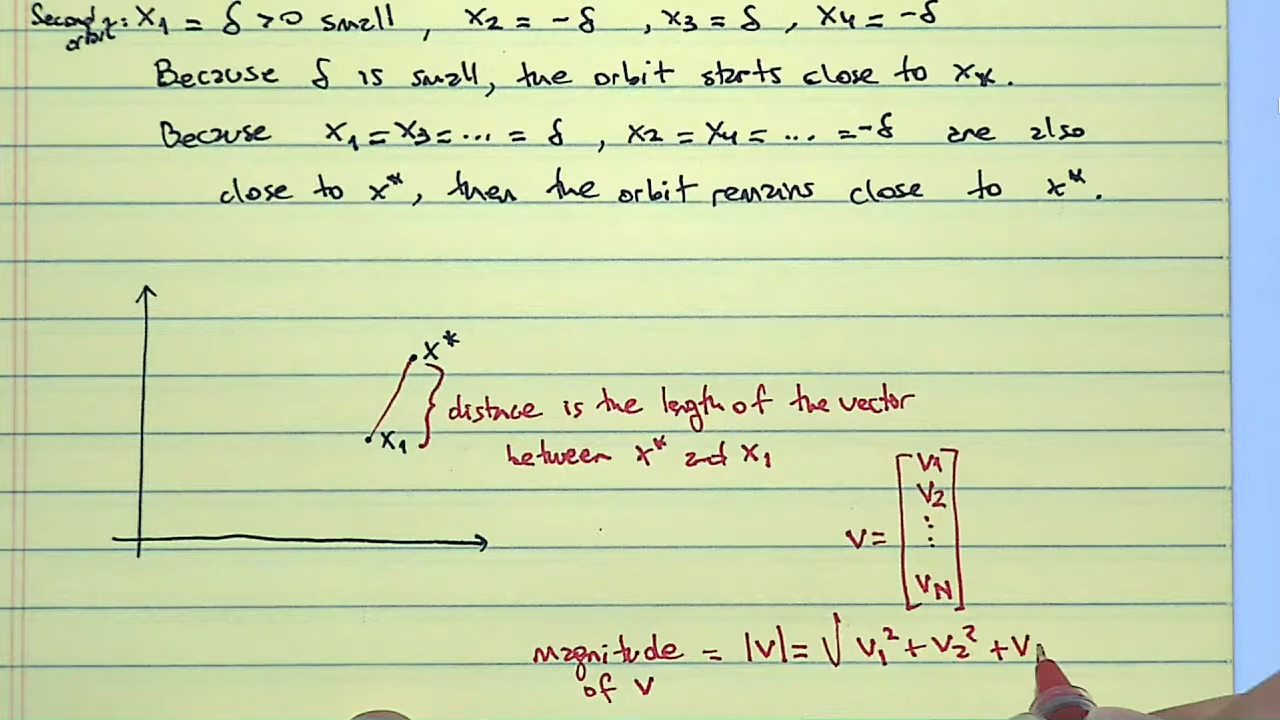 Second orbit: x₁ = δ > 0 small, x₂ = -δ, x₃ = δ, x₄ = -δ
Because δ is small, the orbit starts close to x*.
Because x₁ = x₃ = ... = δ, x₂ = x₄ = ... = -δ are also
close to x*, then the orbit remains close to x*.
x*
x₁
distance is the length of the vector
between x* and x₁
v = [v₁
v₂
⋮
v_N]
magnitude = |v| = √ v₁² + v₂² + v
of v